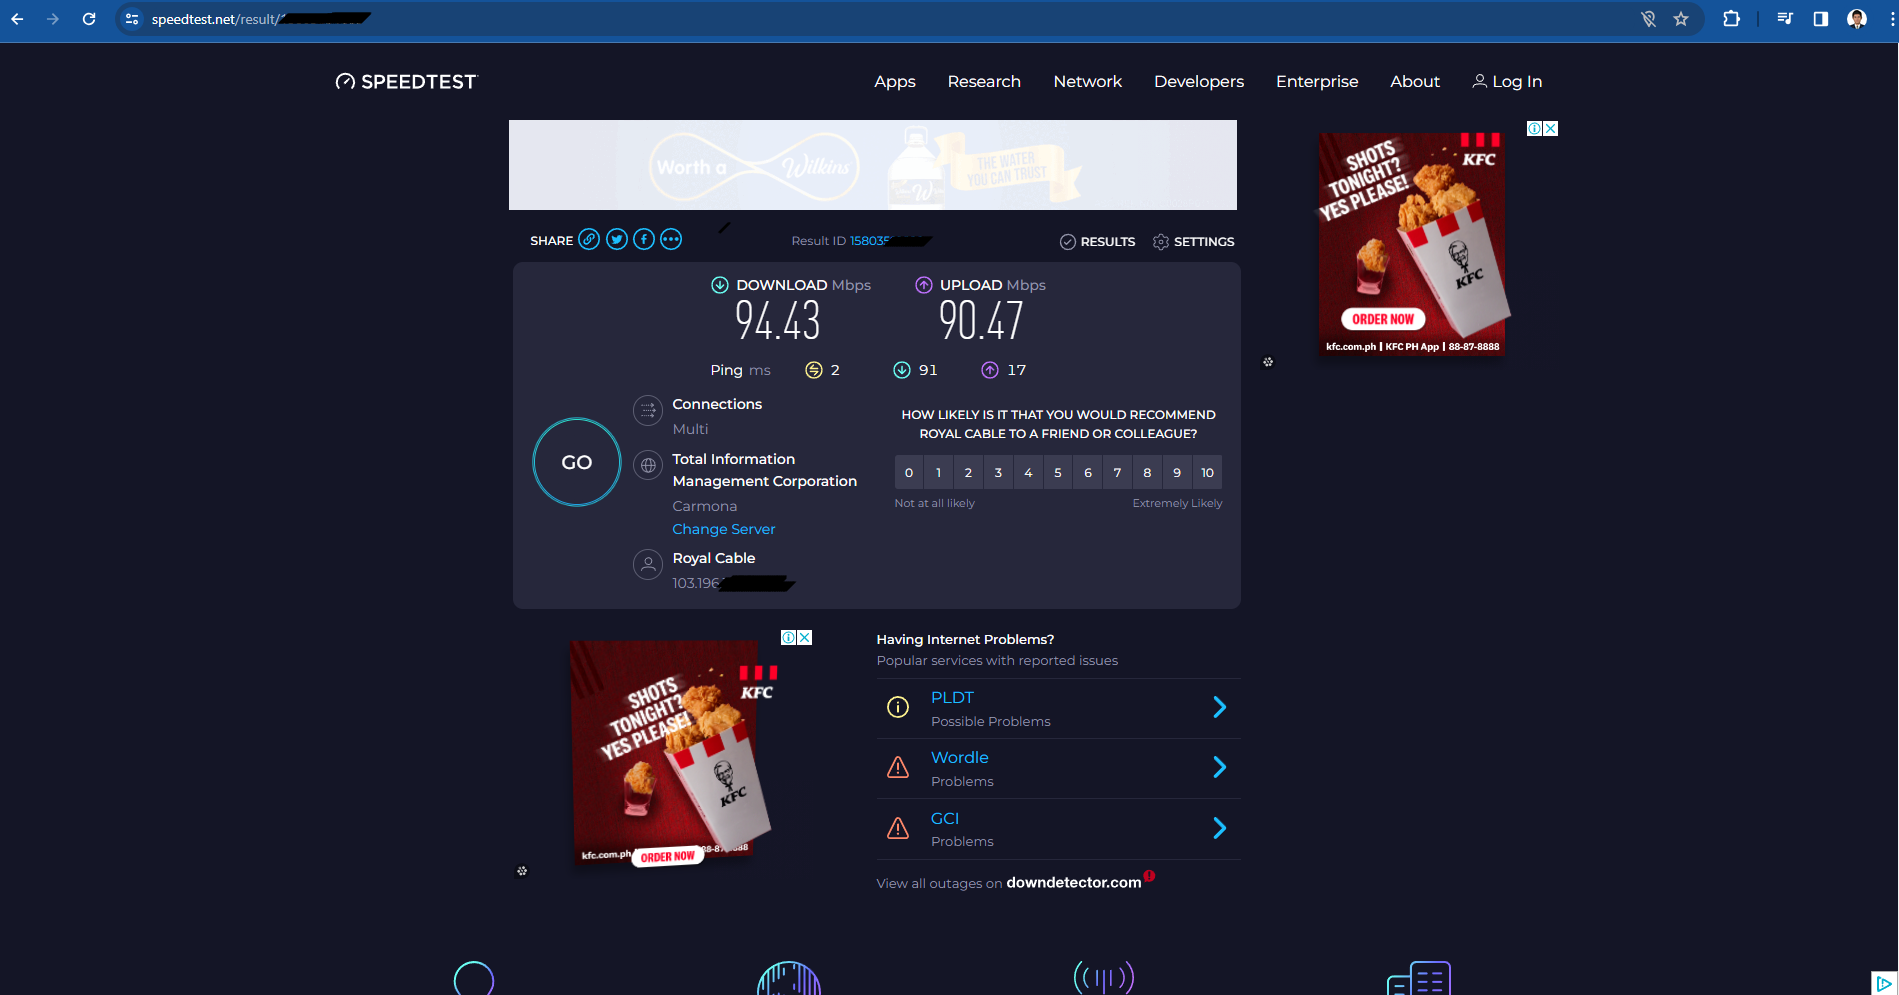 speedtest.net/result/
SPEEDTEST
Apps Research Network Developers Enterprise About Log In
Worth a Wilkins THE WATER
YOU CAN TRUST
SHOTS
TONIGHT?
YES PLEASE!
KFC
KFC
ORDER NOW
kfc.com.ph | KFC PH App | 88-87-8888
SHARE Result ID 15803 RESULTS SETTINGS
DOWNLOAD Mbps UPLOAD Mbps
94.43 90.47
Ping ms 2 91 17
GO
Connections
Multi
Total Information
Management Corporation
Carmona
Change Server
Royal Cable
103.196
HOW LIKELY IS IT THAT YOU WOULD RECOMMEND
ROYAL CABLE TO A FRIEND OR COLLEAGUE?
0 1 2 3 4 5 6 7 8 9 10
Not at all likely Extremely Likely
SHOTS
TONIGHT?
YES PLEASE!
KFC
KFC
kfc.com.ph
ORDER NOW
Having Internet Problems?
Popular services with reported issues
PLDT
Possible Problems
Wordle
Problems
GCI
Problems
View all outages on downdetector.com